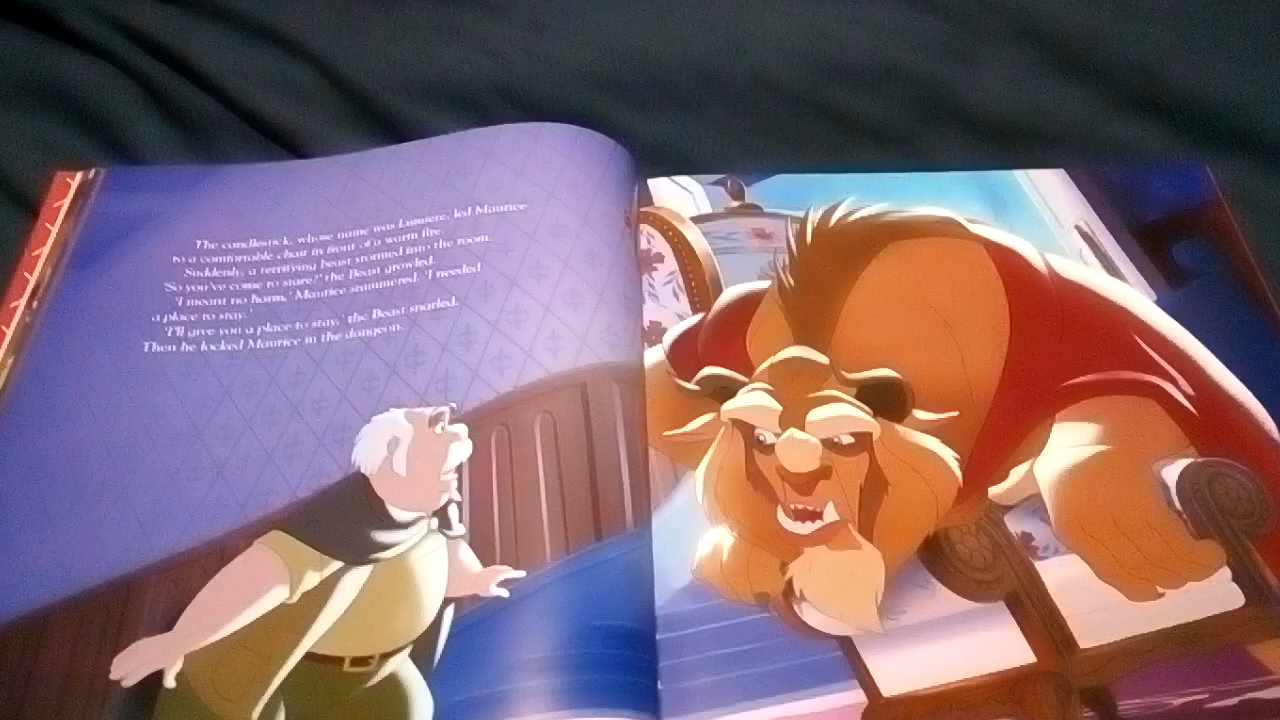 The candlestick, whose name was Lumiere, led Maurice
to a comfortable chair in front of a warm fire.
Suddenly, a terrifying beast stormed into the room.
'So you've come to stare?' the Beast growled.
'I meant no harm,' Maurice stammered. 'I needed
a place to stay.'
'I'll give you a place to stay,' the Beast snarled.
Then he locked Maurice in the dungeon.